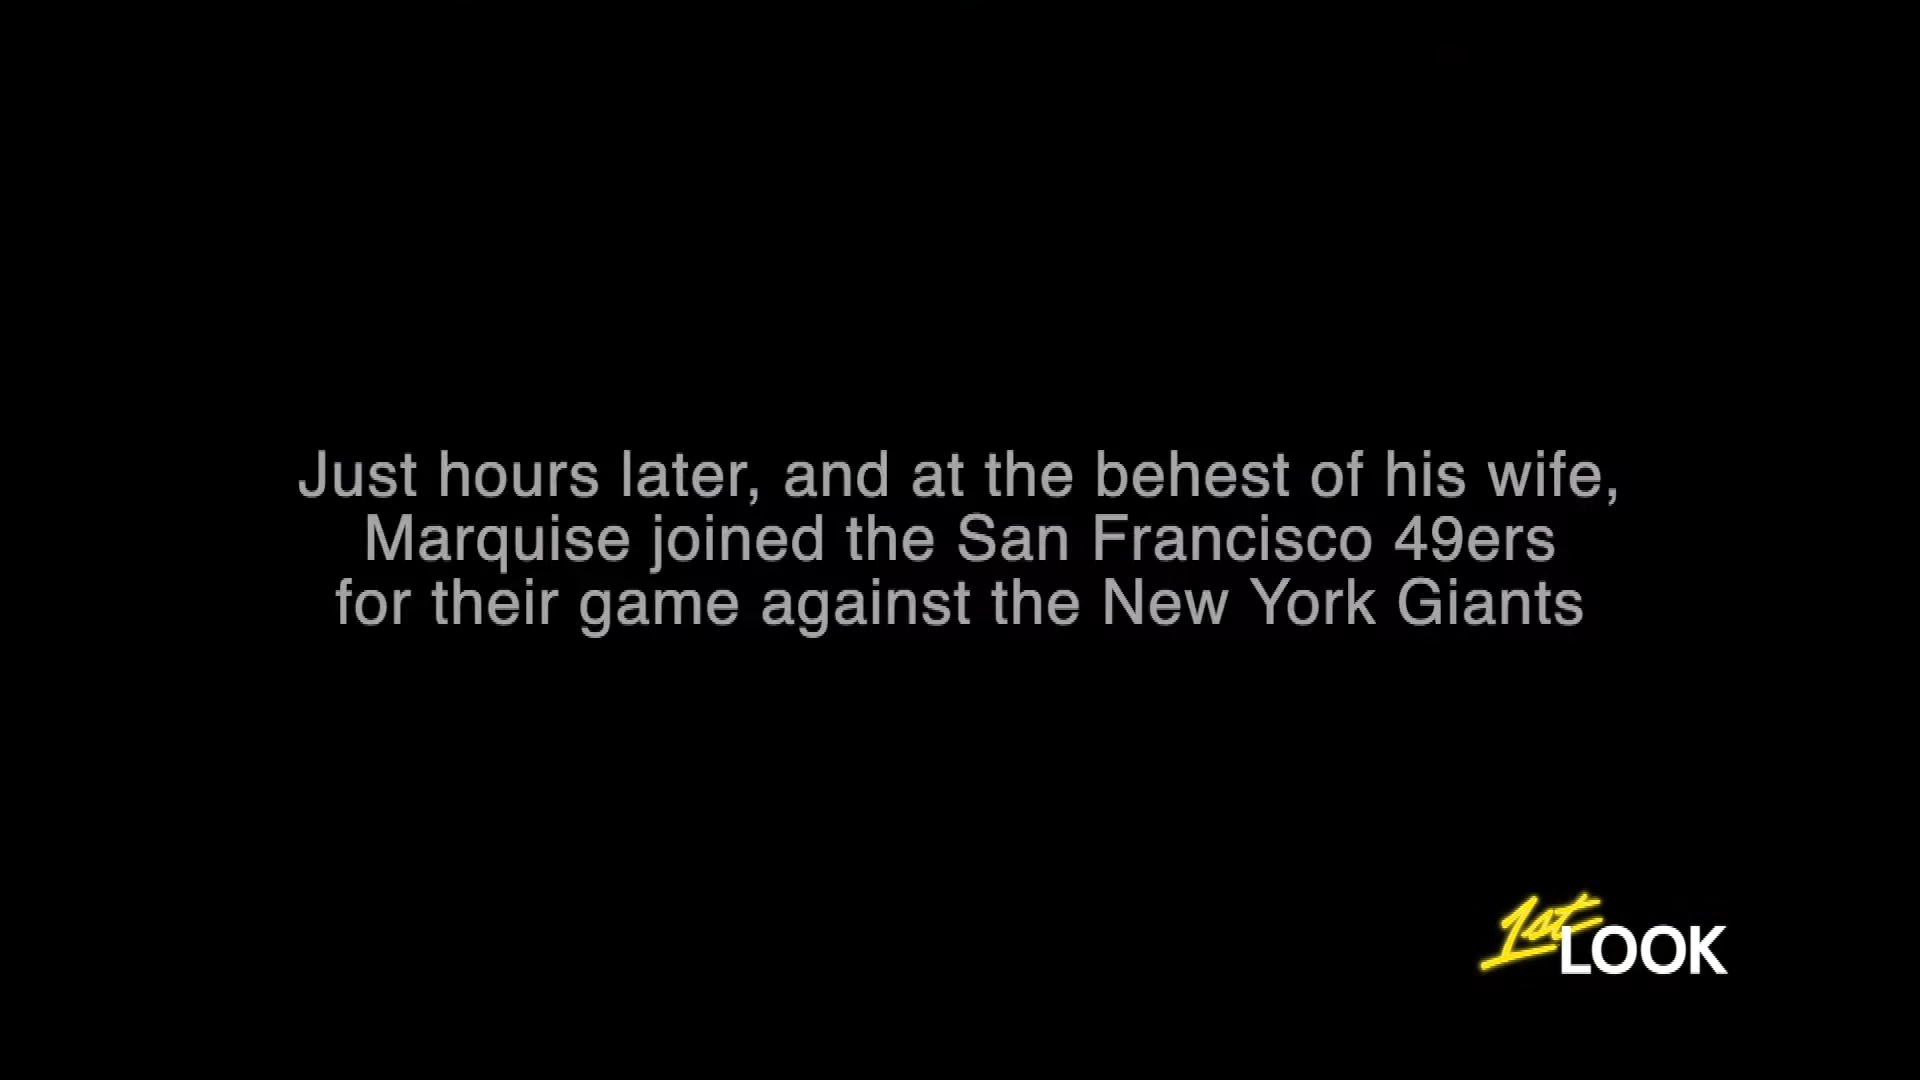 Just hours later, and at the behest of his wife,
Marquise joined the San Francisco 49ers
for their game against the New York Giants
1st LOOK